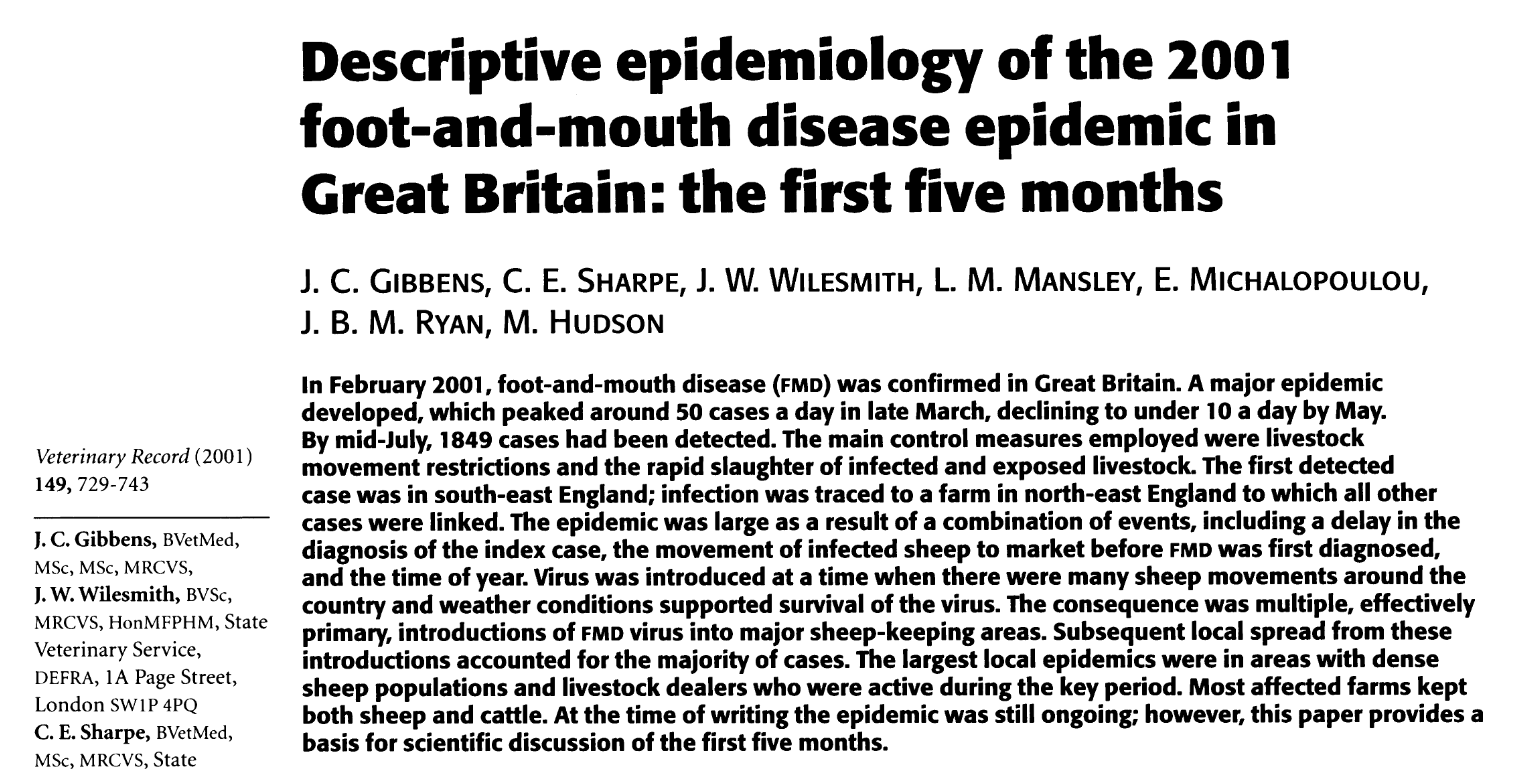 Descriptive epidemiology of the 2001
foot-and-mouth disease epidemic in
Great Britain: the first five months
J. C. GIBBENS, C. E. SHARPE, J. W. WILESMITH, L. M. MANSLEY, E. MICHALOPOULOU,
J. B. M. RYAN, M. HUDSON
In February 2001, foot-and-mouth disease (FMD) was confirmed in Great Britain. A major epidemic
developed, which peaked around 50 cases a day in late March, declining to under 10 a day by May.
By mid-July, 1849 cases had been detected. The main control measures employed were livestock
movement restrictions and the rapid slaughter of infected and exposed livestock. The first detected
case was in south-east England; infection was traced to a farm in north-east England to which all other
cases were linked. The epidemic was large as a result of a combination of events, including a delay in the
diagnosis of the index case, the movement of infected sheep to market before FMD was first diagnosed,
and the time of year. Virus was introduced at a time when there were many sheep movements around the
country and weather conditions supported survival of the virus. The consequence was multiple, effectively
primary, introductions of FMD virus into major sheep-keeping areas. Subsequent local spread from these
introductions accounted for the majority of cases. The largest local epidemics were in areas with dense
sheep populations and livestock dealers who were active during the key period. Most affected farms kept
both sheep and cattle. At the time of writing the epidemic was still ongoing; however, this paper provides a
basis for scientific discussion of the first five months.
Veterinary Record (2001)
149, 729-743
J. C. Gibbens, BVetMed,
MSc, MSc, MRCVS,
J. W. Wilesmith, BVSc,
MRCVS, HonMFPHM, State
Veterinary Service,
DEFRA, 1A Page Street,
London SW1P 4PQ
C. E. Sharpe, BVetMed,
MSc, MRCVS, State